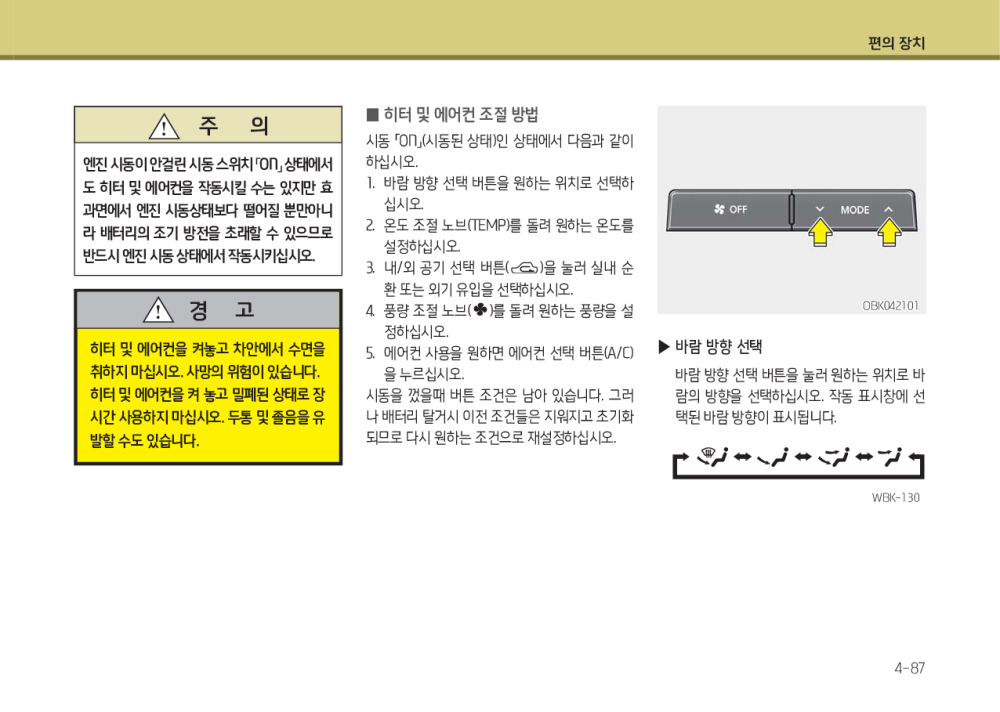 편의 장치
주 의
엔진 시동이 안걸린 시동 스위치 「ON」 상태에서
도 히터 및 에어컨을 작동시킬 수는 있지만 효
과면에서 엔진 시동상태보다 떨어질 뿐만아니
라 배터리의 조기 방전을 초래할 수 있으므로
반드시 엔진 시동 상태에서 작동시키십시오.
경 고
히터 및 에어컨을 켜놓고 차안에서 수면을
취하지 마십시오. 사망의 위험이 있습니다.
히터 및 에어컨을 켜 놓고 밀폐된 상태로 장
시간 사용하지 마십시오. 두통 및 졸음을 유
발할 수도 있습니다.
■ 히터 및 에어컨 조절 방법
시동 「ON」(시동된 상태)인 상태에서 다음과 같이
하십시오.
1. 바람 방향 선택 버튼을 원하는 위치로 선택하
십시오.
2. 온도 조절 노브(TEMP)를 돌려 원하는 온도를
설정하십시오.
3. 내/외 공기 선택 버튼( )을 눌러 실내 순
환 또는 외기 유입을 선택하십시오.
4. 풍량 조절 노브( )를 돌려 원하는 풍량을 설
정하십시오.
5. 에어컨 사용을 원하면 에어컨 선택 버튼(A/C)
을 누르십시오.
시동을 껐을때 버튼 조건은 남아 있습니다. 그러
나 배터리 탈거시 이전 조건들은 지워지고 초기화
되므로 다시 원하는 조건으로 재설정하십시오.
OFF
MODE
OBK042101
▶ 바람 방향 선택
바람 방향 선택 버튼을 눌러 원하는 위치로 바
람의 방향을 선택하십시오. 작동 표시창에 선
택된 바람 방향이 표시됩니다.
WBK-130
4-87